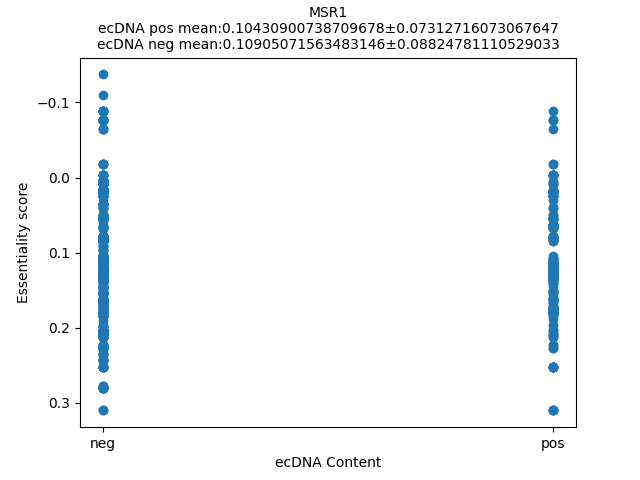 MSR1
ecDNA pos mean:0.10430900738709678±0.07312716073067647
ecDNA neg mean:0.10905071563483146±0.08824781110529033
−0.1
0.0
0.1
0.2
0.3
Essentiality score
neg
pos
ecDNA Content